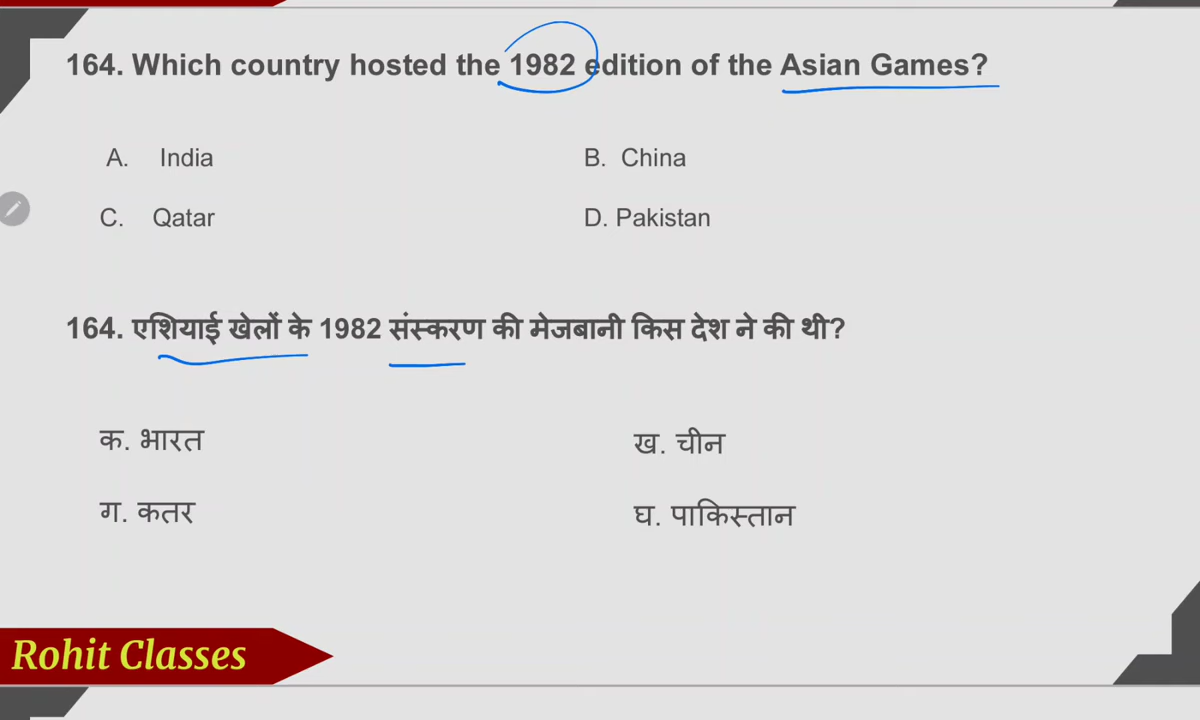 164. Which country hosted the 1982 edition of the Asian Games?
A. India
B. China
C. Qatar
D. Pakistan
164. एशियाई खेलों के 1982 संस्करण की मेजबानी किस देश ने की थी?
क. भारत
ख. चीन
ग. कतर
घ. पाकिस्तान
Rohit Classes